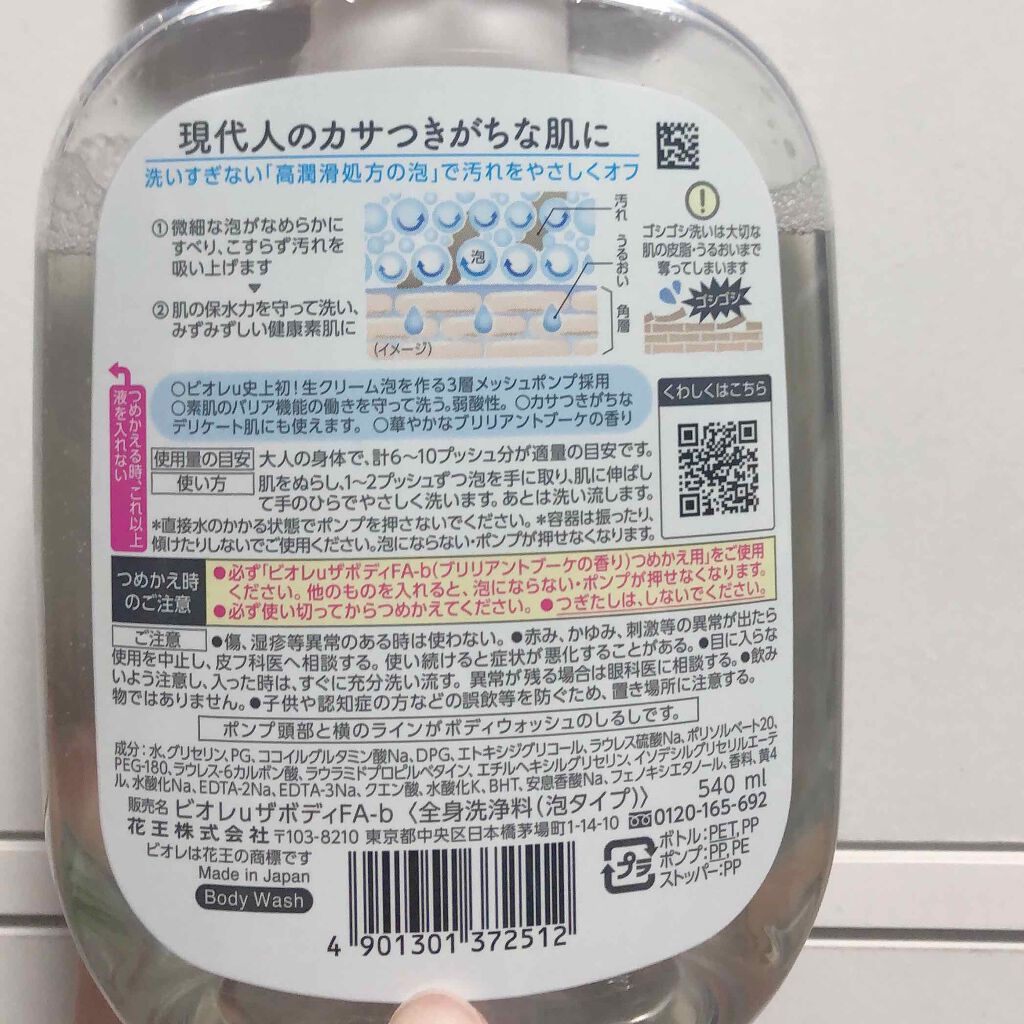 現代人のカサつきがちな肌に
洗いすぎない「高潤滑処方の泡」で汚れをやさしくオフ
①微細な泡がなめらかに
すべり、こすらず汚れを
吸い上げます
②肌の保水力を守って洗い、
みずみずしい健康素肌に
泡
汚れ
うるおい
角層
(イメージ)
!
ゴシゴシ洗いは大切な
肌の皮脂・うるおいまで
奪ってしまいます
ゴシゴシ
つめかえる時、これ以上
液を入れない
○ビオレu史上初!生クリーム泡を作る3層メッシュポンプ採用
○素肌のバリア機能の働きを守って洗う。弱酸性。○カサつきがちな
デリケート肌にも使えます。○華やかなブリリアントブーケの香り
くわしくはこちら
使用量の目安 大人の身体で、計6~10プッシュ分が適量の目安です。
使い方 肌をぬらし、1~2プッシュずつ泡を手に取り、肌に伸ばし
て手のひらでやさしく洗います。あとは洗い流します。
*直接水のかかる状態でポンプを押さないでください。*容器は振ったり、
傾けたりしないでご使用ください。泡にならない・ポンプが押せなくなります。
つめかえ時
のご注意
●必ず「ビオレuザボディFA-b(ブリリアントブーケの香り)つめかえ用」をご使用
ください。他のものを入れると、泡にならない・ポンプが押せなくなります。
●必ず使い切ってからつめかえてください。●つぎたしは、しないでください。
ご注意 ●傷、湿疹等異常のある時は使わない。●赤み、かゆみ、刺激等の異常が出たら
使用を中止し、皮フ科医へ相談する。使い続けると症状が悪化することがある。●目に入らな
いよう注意し、入った時は、すぐに充分洗い流す。異常が残る場合は眼科医に相談する。●飲み
物ではありません。●子供や認知症の方などの誤飲等を防ぐため、置き場所に注意する。
ポンプ頭部と横のラインがボディウォッシュのしるしです。
成分:水、グリセリン、PG、ココイルグルタミン酸Na、DPG、エトキシジグリコール、ラウレス硫酸Na、ポリソルベート20、
PEG-180、ラウレス-6カルボン酸、ラウラミドプロピルベタイン、エチルヘキシルグリセリン、イソデシルグリセリルエーテ
ル、水酸化Na、EDTA-2Na、EDTA-3Na、クエン酸、水酸化K、BHT、安息香酸Na、フェノキシエタノール、香料、黄4
540 ml
販売名 ビオレuザボディFA-b 〈全身洗浄料(泡タイプ)〉
0120-165-692
花王株式会社 〒103-8210 東京都中央区日本橋茅場町1-14-10
ビオレは花王の商標です
Made in Japan
Body Wash
プラ
ボトル:PET,PP
ポンプ:PP,PE
ストッパー:PP
4 901301 372512